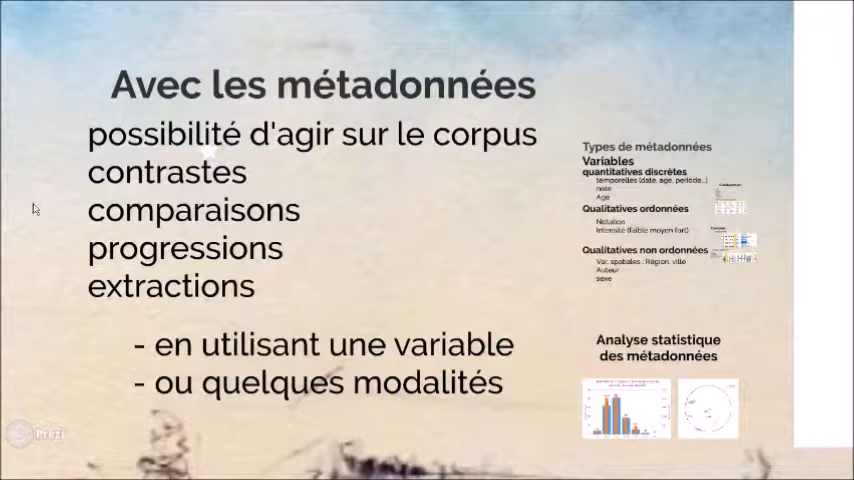 Avec les métadonnées
possibilité d'agir sur le corpus
contrastes
comparaisons
progressions
extractions
- en utilisant une variable
- ou quelques modalités
Types de métadonnées
Variables
quantitatives discrètes
temporelles (date, age, periode...)
note
Age
Qualitatives ordonnées
Notation
Intensité (faible moyen fort)
Qualitatives non ordonnées
Var. spatiales : Région, ville
Auteur
sexe
Analyse statistique
des métadonnées
Prezi